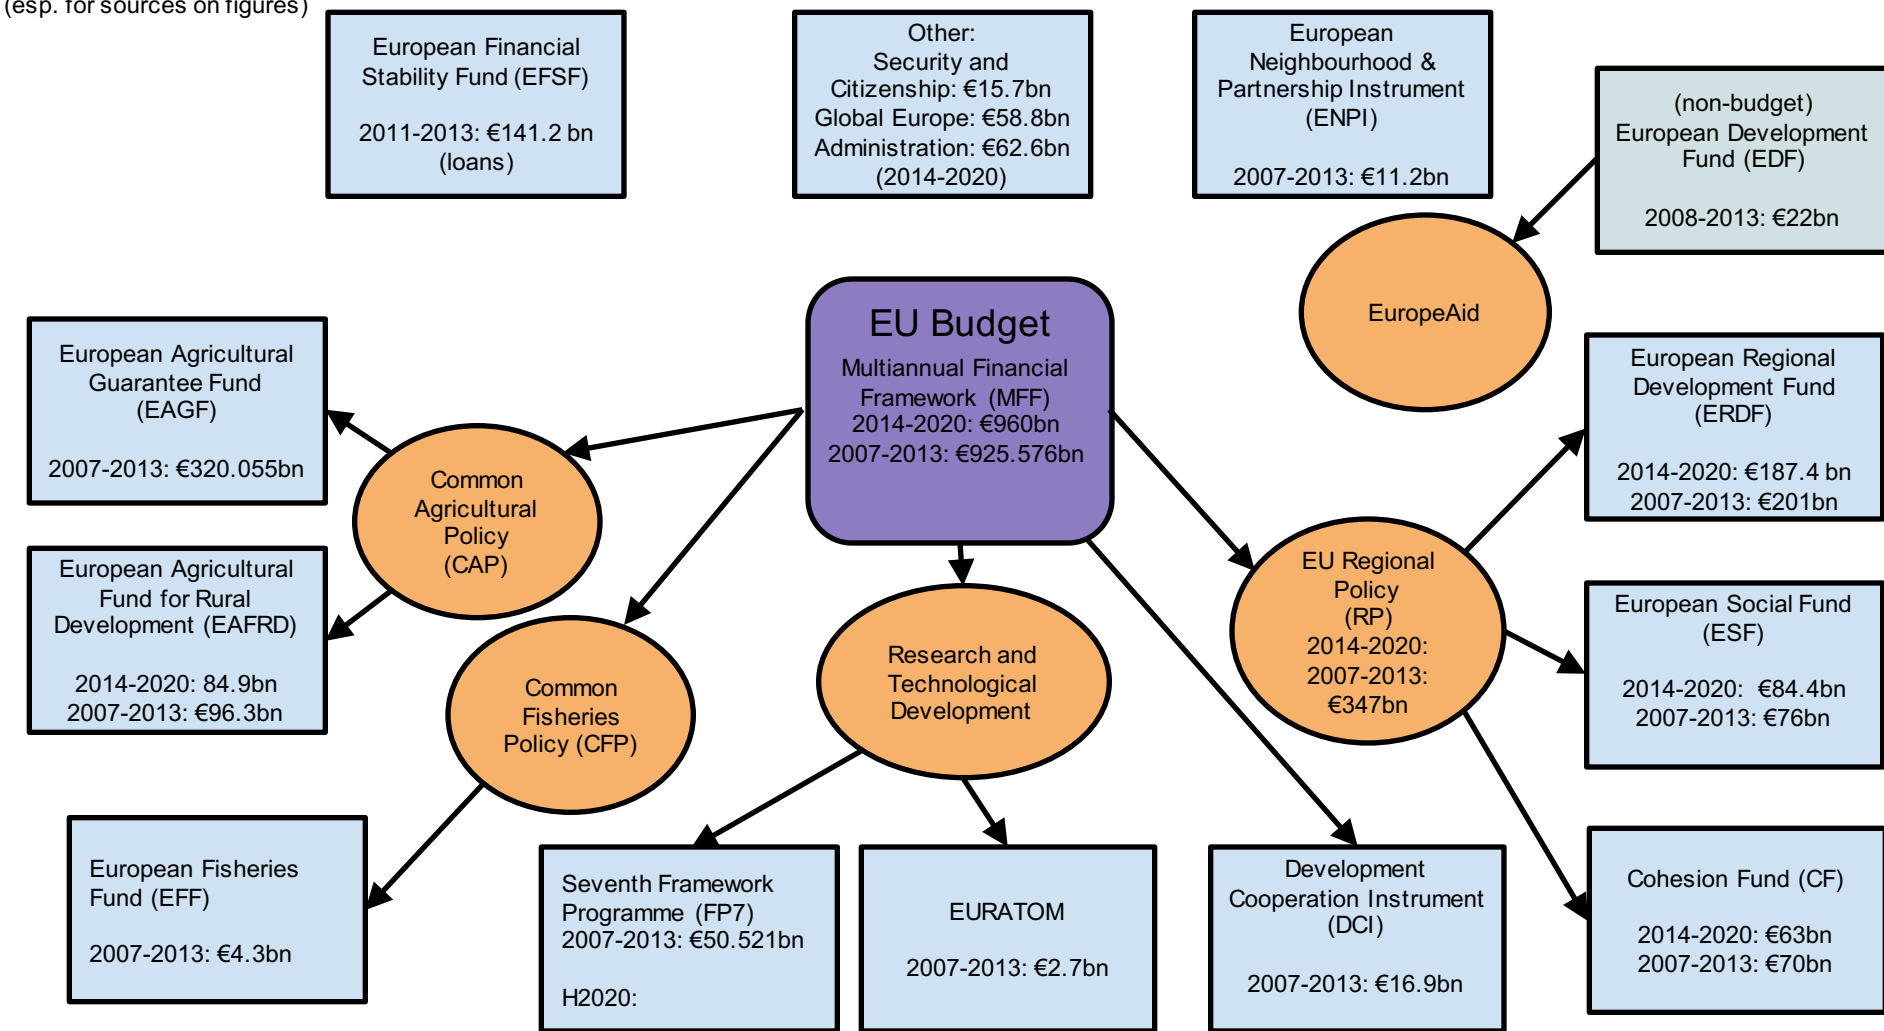 (esp. for sources on figures)
European Financial
Stability Fund (EFSF)
2011-2013: €141.2 bn
(loans)
Other:
Security and
Citizenship: €15.7bn
Global Europe: €58.8bn
Administration: €62.6bn
(2014-2020)
European
Neighbourhood &
Partnership Instrument
(ENPI)
2007-2013: €11.2bn
(non-budget)
European Development
Fund (EDF)
2008-2013: €22bn
EuropeAid
EU Budget
Multiannual Financial
Framework (MFF)
2014-2020: €960bn
2007-2013: €925.576bn
European Agricultural
Guarantee Fund
(EAGF)
2007-2013: €320.055bn
Common
Agricultural
Policy
(CAP)
European Agricultural
Fund for Rural
Development (EAFRD)
2014-2020: 84.9bn
2007-2013: €96.3bn
Common
Fisheries
Policy (CFP)
Research and
Technological
Development
EU Regional
Policy
(RP)
2014-2020:
2007-2013:
€347bn
European Regional
Development Fund
(ERDF)
2014-2020: €187.4 bn
2007-2013: €201bn
European Social Fund
(ESF)
2014-2020: €84.4bn
2007-2013: €76bn
European Fisheries
Fund (EFF)
2007-2013: €4.3bn
Seventh Framework
Programme (FP7)
2007-2013: €50.521bn
H2020:
EURATOM
2007-2013: €2.7bn
Development
Cooperation Instrument
(DCI)
2007-2013: €16.9bn
Cohesion Fund (CF)
2014-2020: €63bn
2007-2013: €70bn